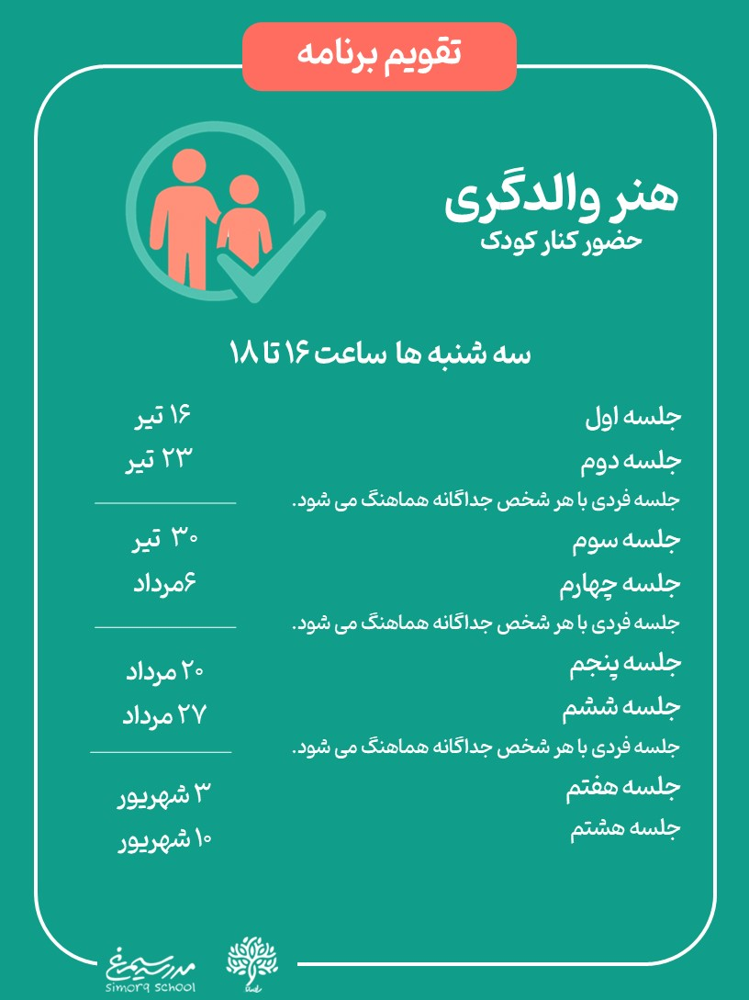 تقویم برنامه
هنر والدگری
حضور کنار کودک
سه شنبه ها ساعت ۱۶ تا ۱۸
جلسه اول ۱۶ تیر
جلسه دوم ۲۳ تیر
جلسه فردی با هر شخص جداگانه هماهنگ می شود.
جلسه سوم ۳۰ تیر
جلسه چهارم ۶مرداد
جلسه فردی با هر شخص جداگانه هماهنگ می شود.
جلسه پنجم ۲۰ مرداد
جلسه ششم ۲۷ مرداد
جلسه فردی با هر شخص جداگانه هماهنگ می شود.
جلسه هفتم ۳ شهریور
جلسه هشتم ۱۰ شهریور
مدرسه سیمرغ
simorq school